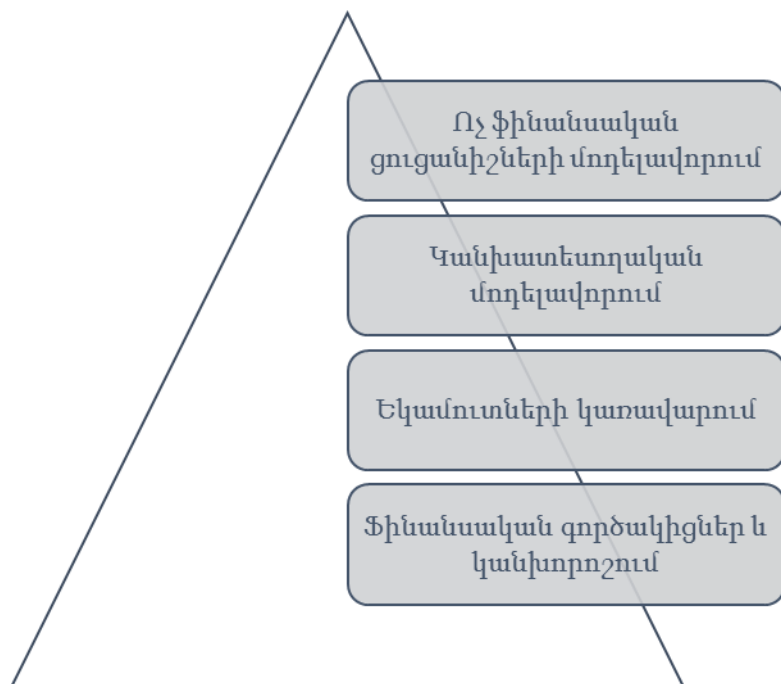 Ոչ ֆինանսական
ցուցանիշների մոդելավորում
Կանխատեսողական
մոդելավորում
Եկամուտների կառավարում
Ֆինանսական գործակիցներ և
կանխորոշում